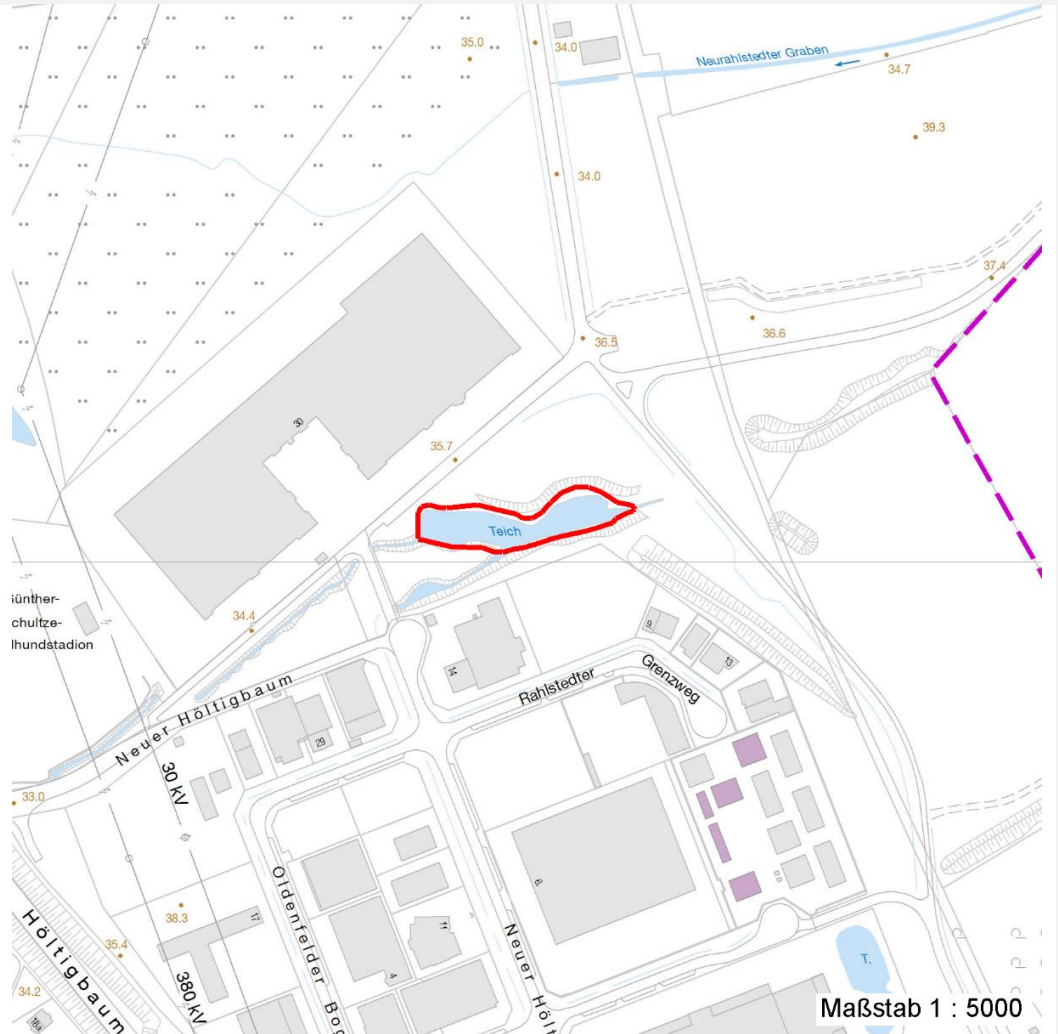 35.0
34.0
Neurahlstedter Graben
34.7
39.3
34.0
37.4
36.6
36.5
30
35.7
Teich
ünther-
chultze-
lhundstadion
34.4
9
13
14
Rahlstedter
Grenzweg
Neuer Höltigbaum
29
30 kV
33.0
6
Oldenfelder Bog
Neuer Hölt
38.3
17
11
4
Höltigbaum
35.4
34.2
18a
380 kV
T.
Maßstab 1 : 5000